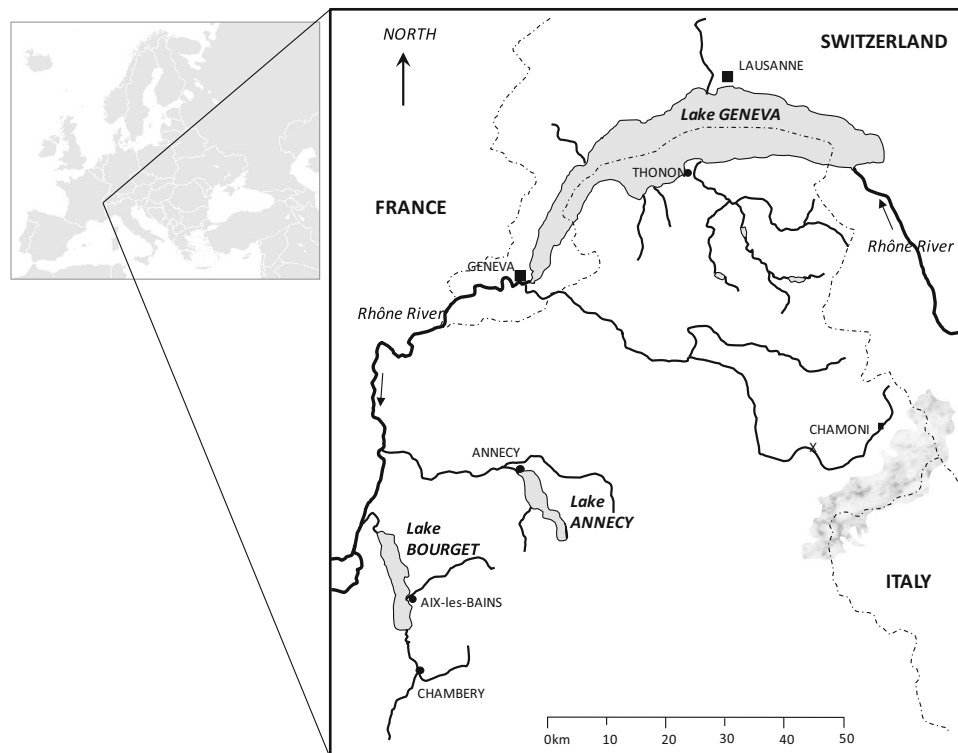 NORTH
SWITZERLAND
LAUSANNE
Lake GENEVA
THONON
FRANCE
Rhône River
GENEVA
Rhône River
CHAMONI
X
ANNECY
Lake
ANNECY
Lake
BOURGET
ITALY
AIX-les-BAINS
CHAMBERY
0km 10 20 30 40 50